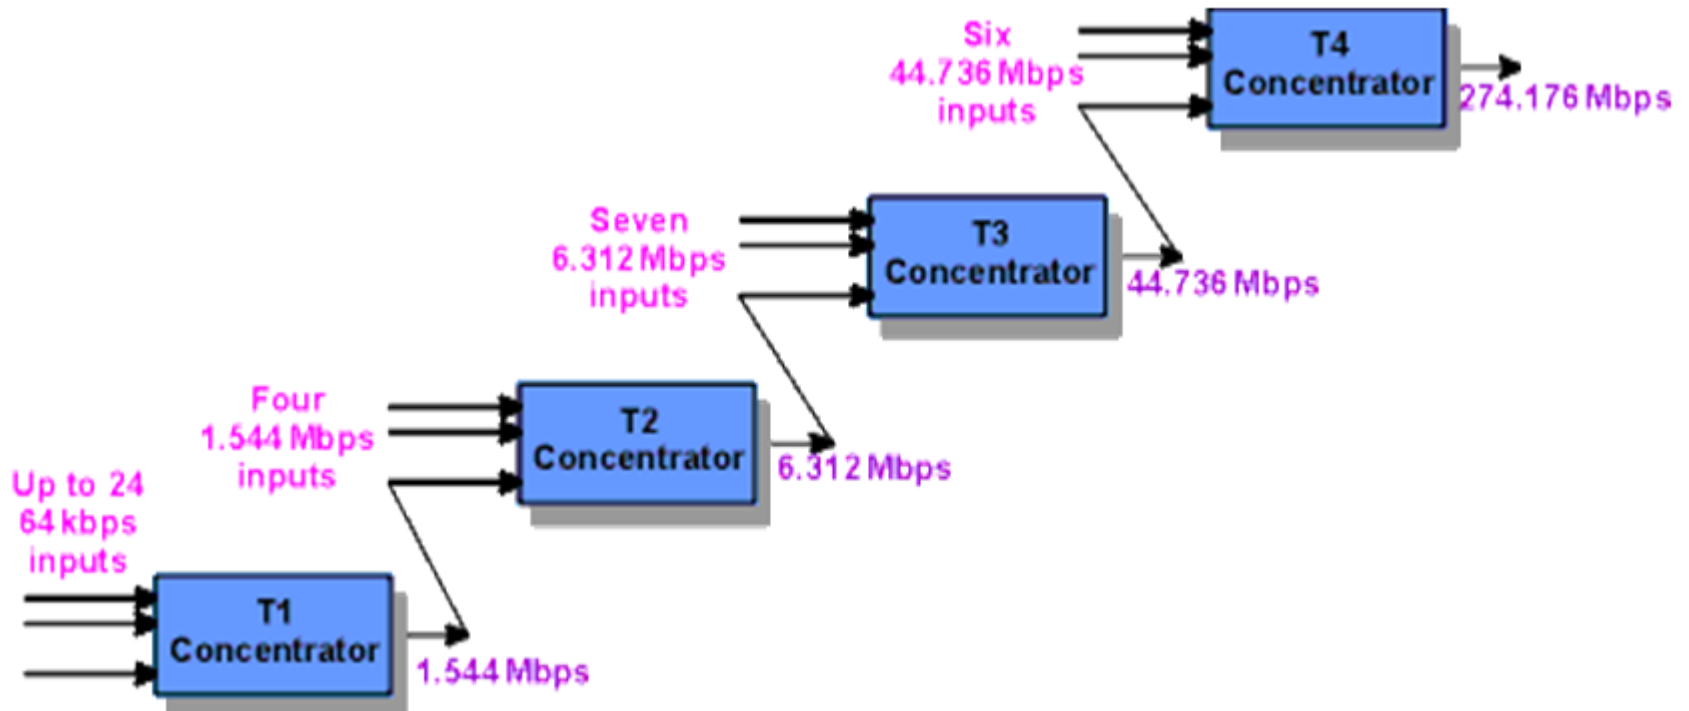 Six
44.736 Mbps
inputs
T4
Concentrator
274.176 Mbps
Seven
6.312 Mbps
inputs
T3
Concentrator
44.736 Mbps
Four
1.544 Mbps
inputs
T2
Concentrator
6.312 Mbps
Up to 24
64 kbps
inputs
T1
Concentrator
1.544 Mbps